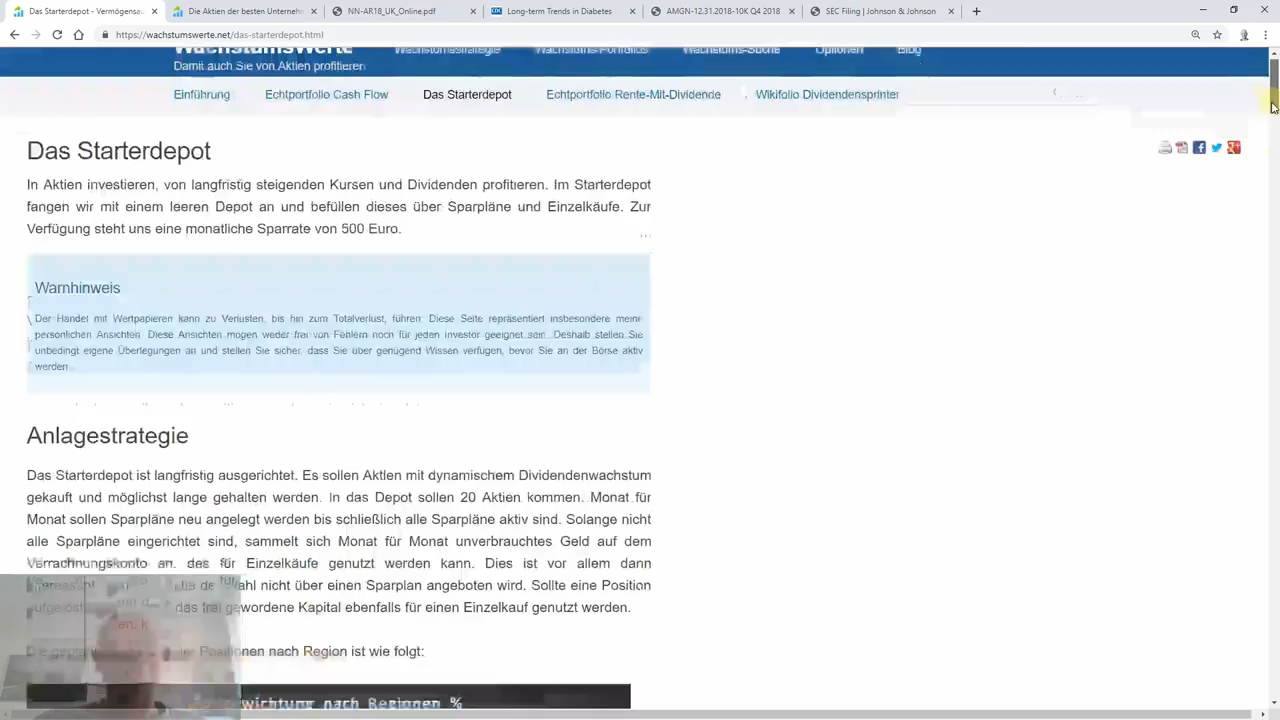 Das Starterdepot - Vermögensa
Die Aktien der besten Unterneh
NN-AR18_UK_Online.pdf
Long-term Trends in Diabetes
AMGN-12.31.2018-10K Q4 2018
SEC Filing | Johnson & Johnson
https://wachstumswerte.net/das-starterdepot.html
Wachstumswerte
Wachstumsstrategie Wachstums-Portfolios Wachstums-Suche Optionen Blog
Damit auch Sie von Aktien profitieren
Einführung Echtportfolio Cash Flow Das Starterdepot Echtportfolio Rente-Mit-Dividende Wikifolio Dividendensprinter
Das Starterdepot
In Aktien investieren, von langfristig steigenden Kursen und Dividenden profitieren. Im Starterdepot
fangen wir mit einem leeren Depot an und befüllen dieses über Sparpläne und Einzelkäufe. Zur
Verfügung steht uns eine monatliche Sparrate von 500 Euro.
Warnhinweis
Der Handel mit Wertpapieren kann zu Verlusten, bis hin zum Totalverlust, führen. Diese Seite repräsentiert insbesondere meine
persönlichen Ansichten. Diese Ansichten mögen weder frei von Fehlern noch für jeden Investor geeignet sein. Deshalb stellen Sie
unbedingt eigene Überlegungen an und stellen Sie sicher, dass Sie über genügend Wissen verfügen, bevor Sie an der Börse aktiv
werden.
Anlagestrategie
Das Starterdepot ist langfristig ausgerichtet. Es sollen Aktien mit dynamischem Dividendenwachstum
gekauft und möglichst lange gehalten werden. In das Depot sollen 20 Aktien kommen. Monat für
Monat sollen Sparpläne neu angelegt werden bis schließlich alle Sparpläne aktiv sind. Solange nicht
alle Sparpläne eingerichtet sind, sammelt sich Monat für Monat unverbrauchtes Geld auf dem
Verrechnungskonto an, das für Einzelkäufe genutzt werden kann. Dies ist vor allem dann
nicht über einen Sparplan angeboten wird. Sollte eine Position
das frei gewordene Kapital ebenfalls für einen Einzelkauf genutzt werden.
Positionen nach Region ist wie folgt:
nach Regionen %